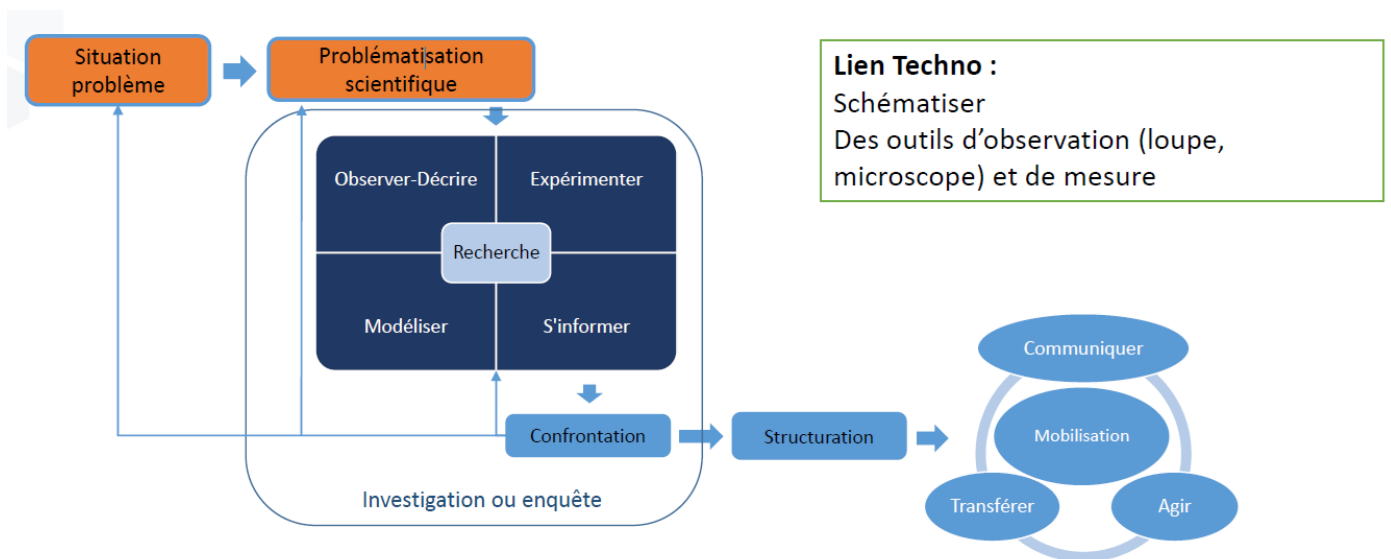 Situation
problème
Problématisation
scientifique
Lien Techno :
Schématiser
Des outils d’observation (loupe,
microscope) et de mesure
Observer-Décrire
Expérimenter
Recherche
Modéliser
S'informer
Confrontation
Investigation ou enquête
Structuration
Communiquer
Mobilisation
Transférer
Agir